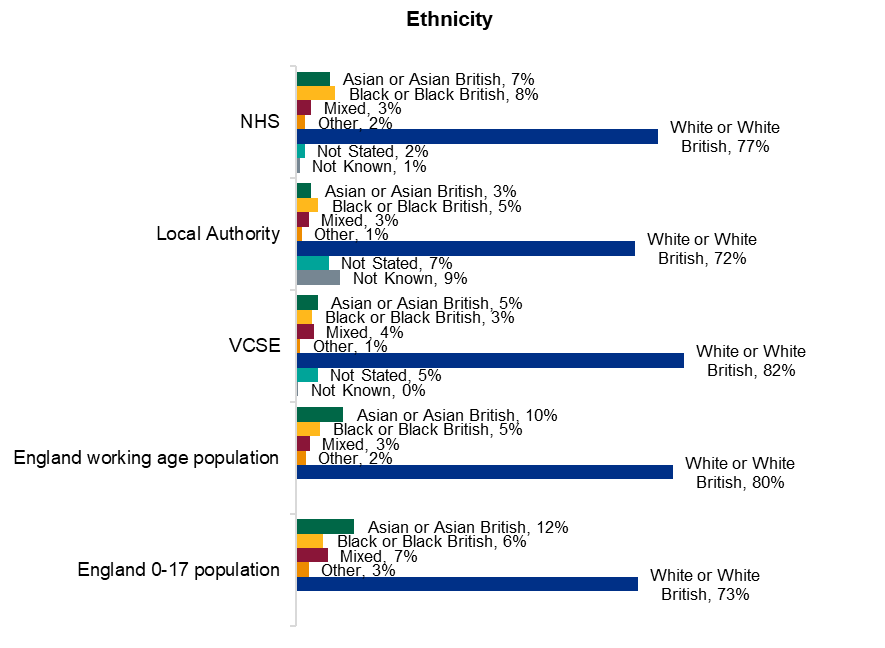 Ethnicity
NHS
Asian or Asian British, 7%
Black or Black British, 8%
Mixed, 3%
Other, 2%
White or White
British, 77%
Not Stated, 2%
Not Known, 1%
Local Authority
Asian or Asian British, 3%
Black or Black British, 5%
Mixed, 3%
Other, 1%
White or White
British, 72%
Not Stated, 7%
Not Known, 9%
VCSE
Asian or Asian British, 5%
Black or Black British, 3%
Mixed, 4%
Other, 1%
White or White
British, 82%
Not Stated, 5%
Not Known, 0%
England working age population
Asian or Asian British, 10%
Black or Black British, 5%
Mixed, 3%
Other, 2%
White or White
British, 80%
England 0-17 population
Asian or Asian British, 12%
Black or Black British, 6%
Mixed, 7%
Other, 3%
White or White
British, 73%